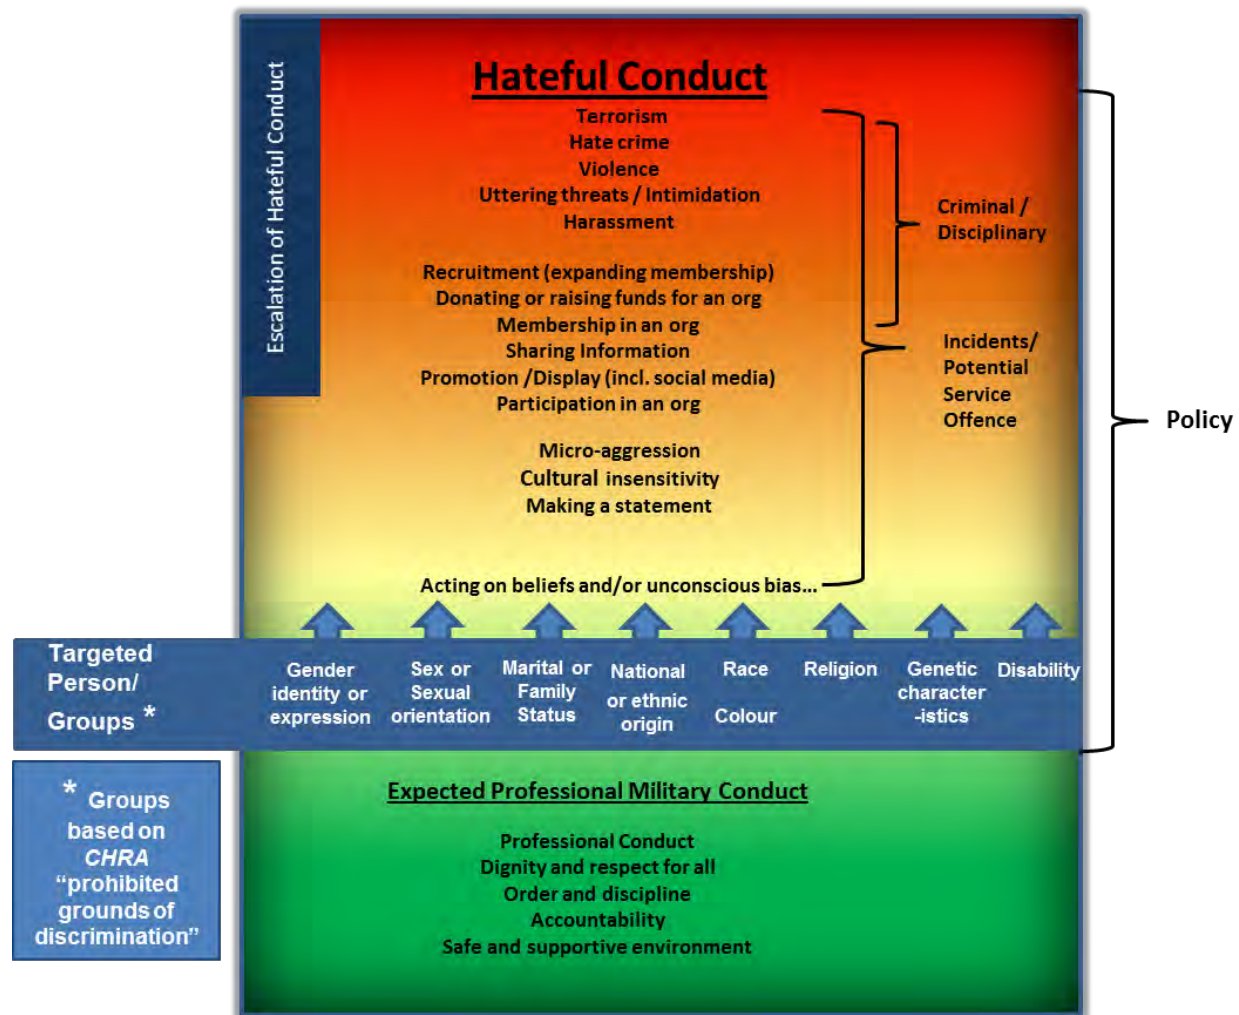 Escalation of Hateful Conduct
Hateful Conduct
Terrorism
Hate crime
Violence
Uttering threats / Intimidation
Harassment
Recruitment (expanding membership)
Donating or raising funds for an org
Membership in an org
Sharing Information
Promotion /Display (incl. social media)
Participation in an org
Micro-aggression
Cultural insensitivity
Making a statement
Acting on beliefs and/or unconscious bias...
Criminal /
Disciplinary
Incidents/
Potential
Service
Offence
Policy
Targeted
Person/
Groups *
Gender
identity or
expression
Sex or
Sexual
orientation
Marital or
Family
Status
National
or ethnic
origin
Race
Colour
Religion
Genetic
character
-istics
Disability
* Groups
based on
CHRA
“prohibited
grounds of
discrimination”
Expected Professional Military Conduct
Professional Conduct
Dignity and respect for all
Order and discipline
Accountability
Safe and supportive environment